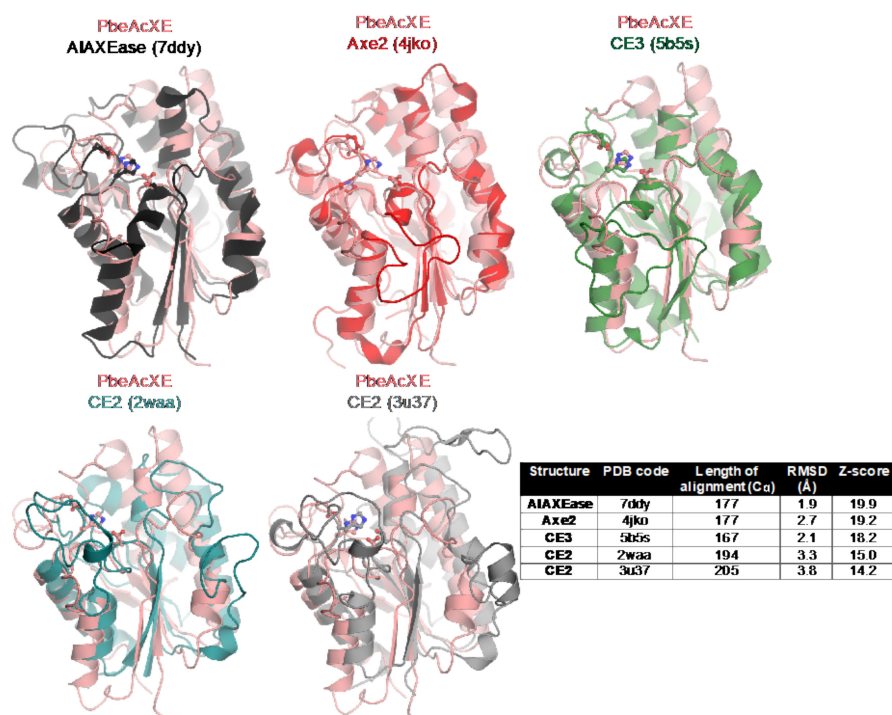 PbeAcXE
AlAXEase (7ddy)
PbeAcXE
Axe2 (4jko)
PbeAcXE
CE3 (5b5s)
PbeAcXE
CE2 (2waa)
PbeAcXE
CE2 (3u37)
Structure PDB code Length of alignment (Cα) RMSD (Å) Z-score
AlAXEase 7ddy 177 1.9 19.9
Axe2 4jko 177 2.7 19.2
CE3 5b5s 167 2.1 18.2
CE2 2waa 194 3.3 15.0
CE2 3u37 205 3.8 14.2